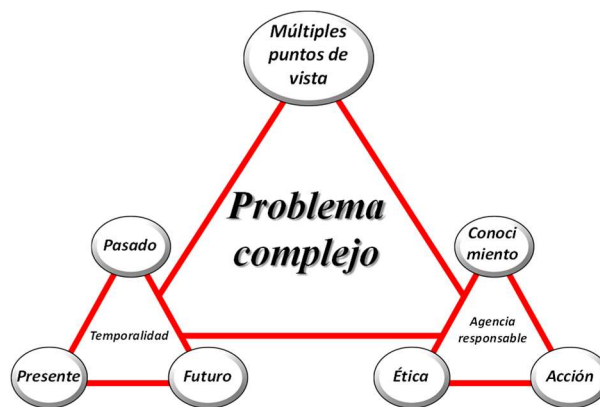 Múltiples
puntos de
vista
Problema
complejo
Pasado
Temporalidad
Presente
Futuro
Conoci
miento
Agencia
responsable
Ética
Acción